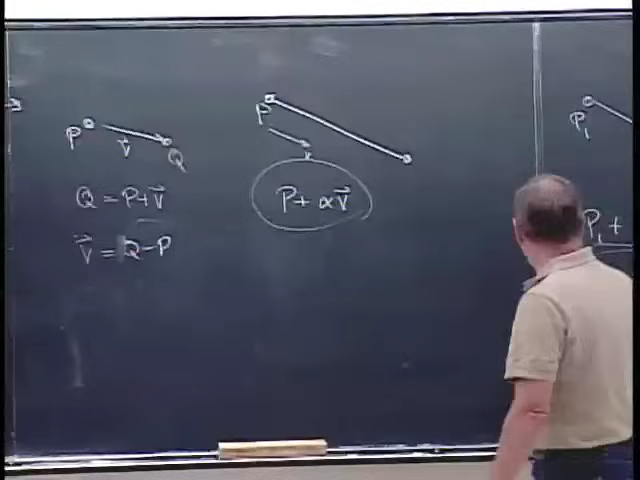 P V⃗ Q
Q = P + V⃗
V⃗ = Q - P
P
v
P + αV⃗
P₁
P₁ +